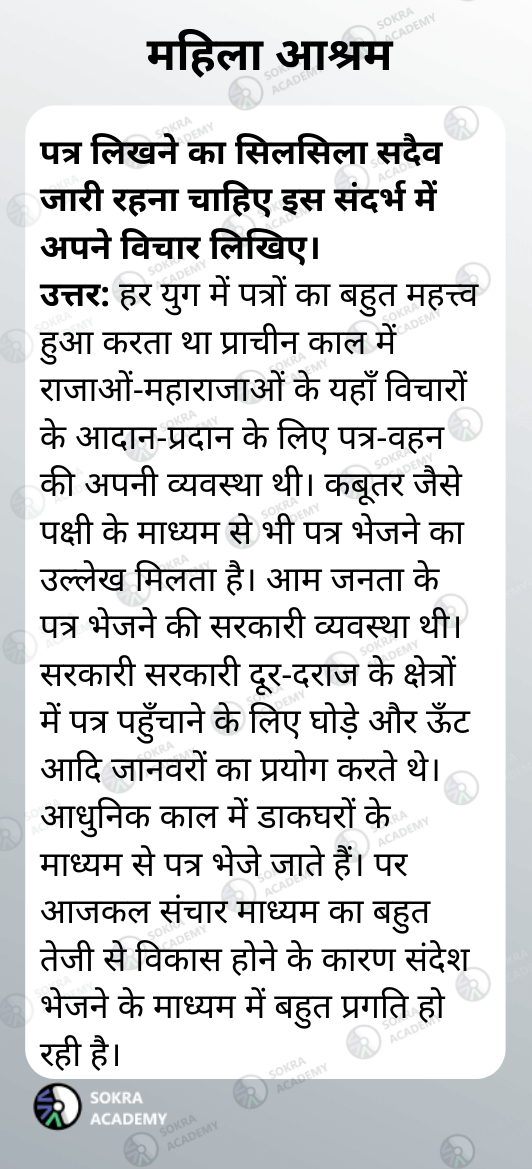 महिला आश्रम
पत्र लिखने का सिलसिला सदैव
जारी रहना चाहिए इस संदर्भ में
अपने विचार लिखिए।
उत्तर: हर युग में पत्रों का बहुत महत्त्व
हुआ करता था प्राचीन काल में
राजाओं-महाराजाओं के यहाँ विचारों
के आदान-प्रदान के लिए पत्र-वहन
की अपनी व्यवस्था थी। कबूतर जैसे
पक्षी के माध्यम से भी पत्र भेजने का
उल्लेख मिलता है। आम जनता के
पत्र भेजने की सरकारी व्यवस्था थी।
सरकारी सरकारी दूर-दराज के क्षेत्रों
में पत्र पहुँचाने के लिए घोड़े और ऊँट
आदि जानवरों का प्रयोग करते थे।
आधुनिक काल में डाकघरों के
माध्यम से पत्र भेजे जाते हैं। पर
आजकल संचार माध्यम का बहुत
तेजी से विकास होने के कारण संदेश
भेजने के माध्यम में बहुत प्रगति हो
रही है।
SOKRA
ACADEMY